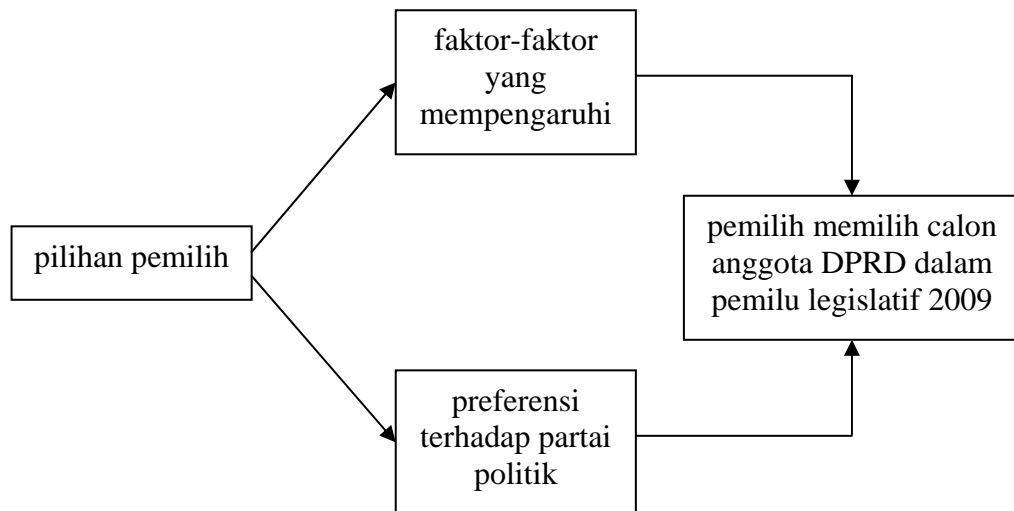 faktor-faktor
yang
mempengaruhi
pilihan pemilih
pemilih memilih calon
anggota DPRD dalam
pemilu legislatif 2009
preferensi
terhadap partai
politik